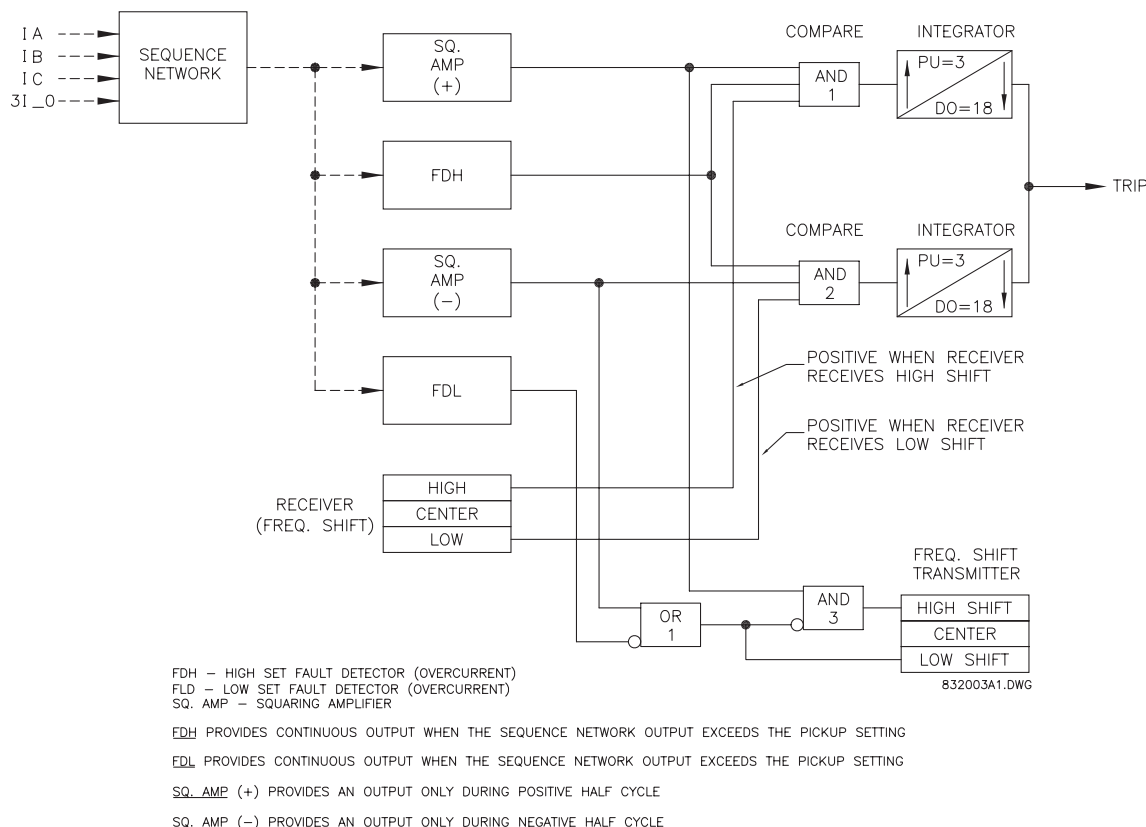 IA
IB
IC
3I_0
SEQUENCE
NETWORK
SQ.
AMP
(+)
FDH
SQ.
AMP
(−)
FDL
COMPARE
AND
1
INTEGRATOR
PU=3
DO=18
TRIP
COMPARE
AND
2
INTEGRATOR
PU=3
DO=18
POSITIVE WHEN RECEIVER
RECEIVES HIGH SHIFT
POSITIVE WHEN RECEIVER
RECEIVES LOW SHIFT
RECEIVER
(FREQ. SHIFT)
HIGH
CENTER
LOW
OR
1
AND
3
FREQ. SHIFT
TRANSMITTER
HIGH SHIFT
CENTER
LOW SHIFT
832003A1.DWG
FDH − HIGH SET FAULT DETECTOR (OVERCURRENT)
FLD − LOW SET FAULT DETECTOR (OVERCURRENT)
SQ. AMP − SQUARING AMPLIFIER
FDH PROVIDES CONTINUOUS OUTPUT WHEN THE SEQUENCE NETWORK OUTPUT EXCEEDS THE PICKUP SETTING
FDL PROVIDES CONTINUOUS OUTPUT WHEN THE SEQUENCE NETWORK OUTPUT EXCEEDS THE PICKUP SETTING
SQ. AMP (+) PROVIDES AN OUTPUT ONLY DURING POSITIVE HALF CYCLE
SQ. AMP (−) PROVIDES AN OUTPUT ONLY DURING NEGATIVE HALF CYCLE